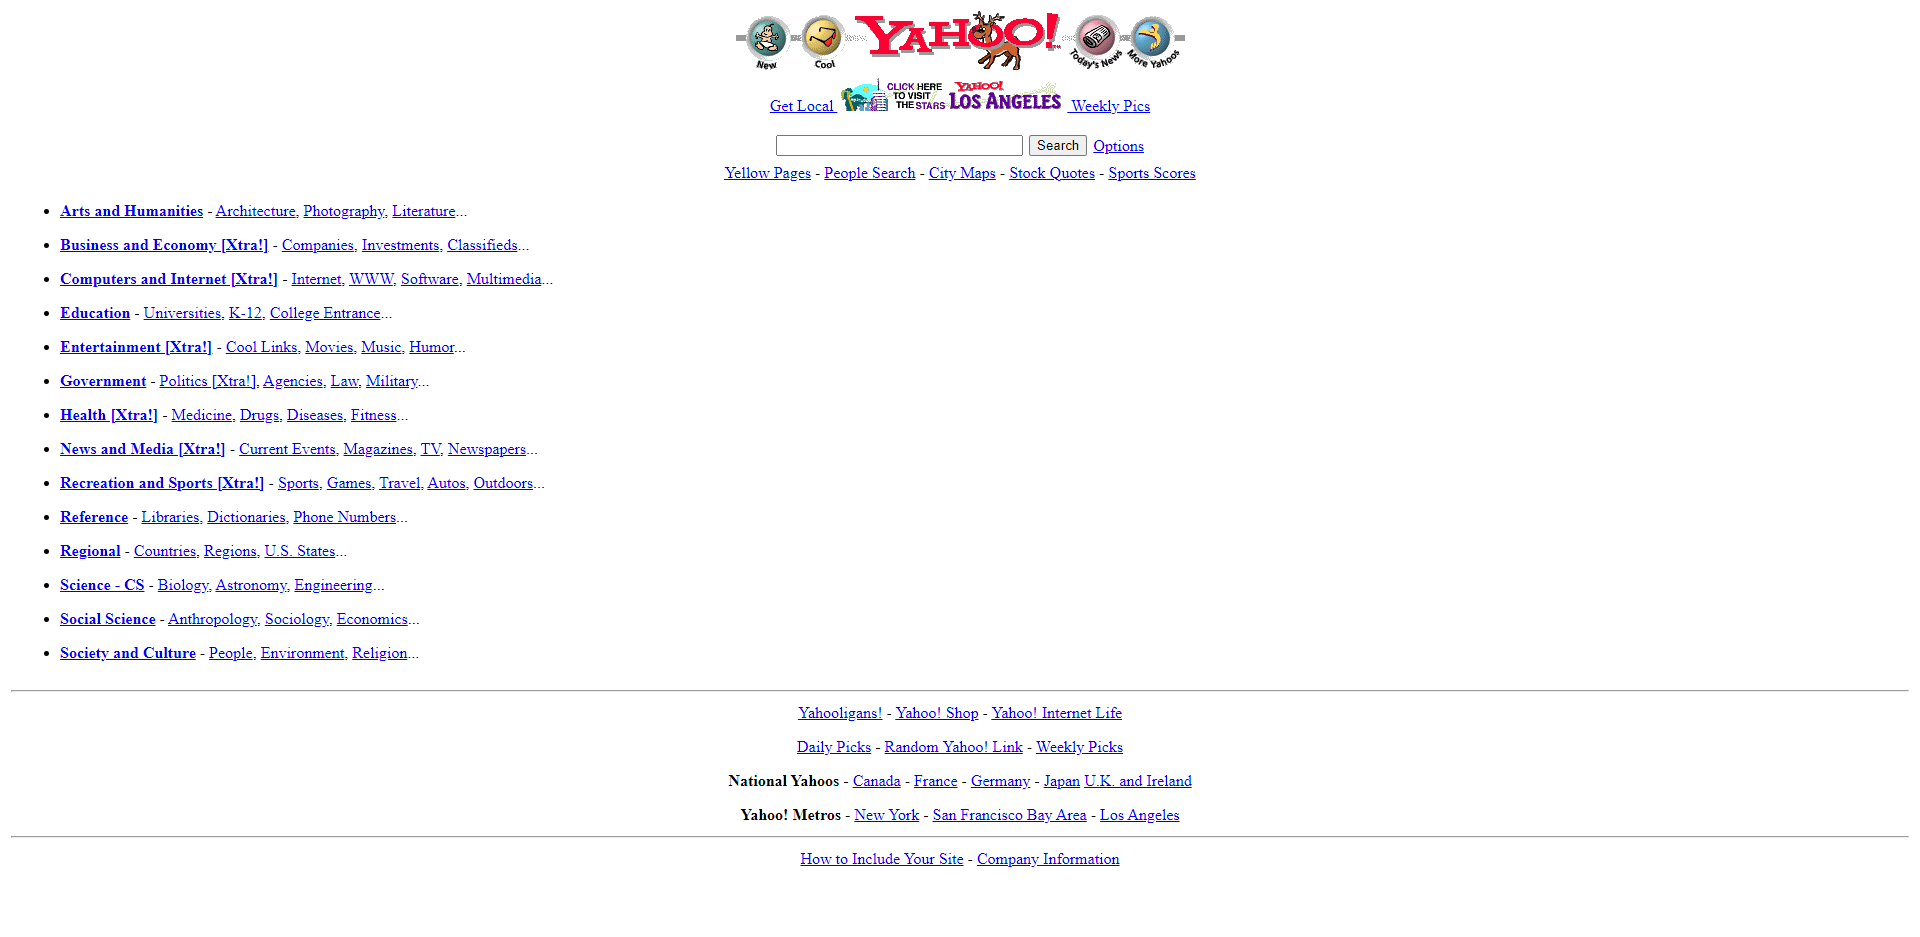 New Cool YAHOO! Today's News More Yahoos
Get Local CLICK HERE TO VISIT THE STARS YAHOO! LOS ANGELES Weekly Pics
Search Options
Yellow Pages - People Search - City Maps - Stock Quotes - Sports Scores
Arts and Humanities - Architecture, Photography, Literature...
Business and Economy [Xtra!] - Companies, Investments, Classifieds...
Computers and Internet [Xtra!] - Internet, WWW, Software, Multimedia...
Education - Universities, K-12, College Entrance...
Entertainment [Xtra!] - Cool Links, Movies, Music, Humor...
Government - Politics [Xtra!], Agencies, Law, Military...
Health [Xtra!] - Medicine, Drugs, Diseases, Fitness...
News and Media [Xtra!] - Current Events, Magazines, TV, Newspapers...
Recreation and Sports [Xtra!] - Sports, Games, Travel, Autos, Outdoors...
Reference - Libraries, Dictionaries, Phone Numbers...
Regional - Countries, Regions, U.S. States...
Science - CS - Biology, Astronomy, Engineering...
Social Science - Anthropology, Sociology, Economics...
Society and Culture - People, Environment, Religion...
Yahooligans! - Yahoo! Shop - Yahoo! Internet Life
Daily Picks - Random Yahoo! Link - Weekly Picks
National Yahoos - Canada - France - Germany - Japan U.K. and Ireland
Yahoo! Metros - New York - San Francisco Bay Area - Los Angeles
How to Include Your Site - Company Information